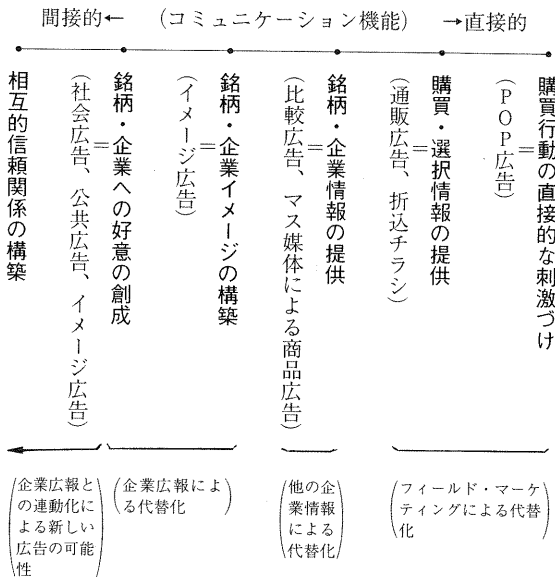 間接的← (コミュニケーション機能) →直接的
購買行動の直接的な刺激づけ
=
(POP広告)
購買・選択情報の提供
=
(通販広告、折込チラシ)
銘柄・企業情報の提供
=
(比較広告、マス媒体による商品広告)
銘柄・企業イメージの構築
=
(イメージ広告)
銘柄・企業への好意の創成
=
(社会広告、公共広告、イメージ広告)
相互的信頼関係の構築
(フィールド・マーケ
ティングによる代替
化)
(他の企
業情報
による
代替化)
(企業広報によ
る代替化)
(企業広報と
の連動化に
よる新しい
広告の可能
性)